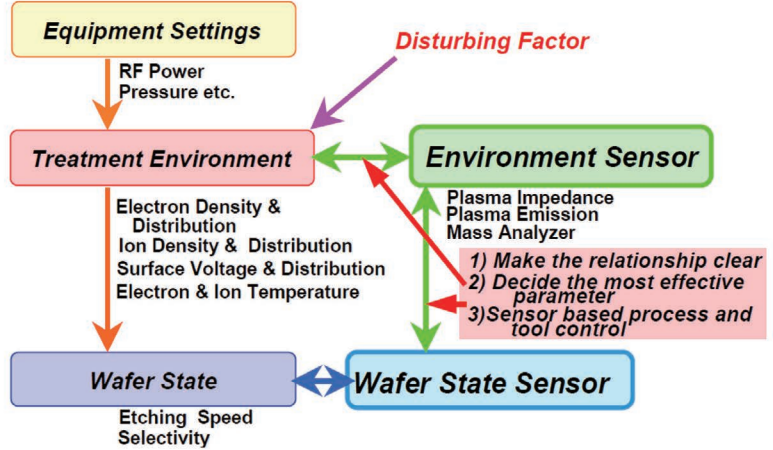 Equipment Settings
RF Power
Pressure etc.
Disturbing Factor
Treatment Environment
Environment Sensor
Electron Density &
Distribution
Ion Density & Distribution
Surface Voltage & Distribution
Electron & Ion Temperature
Plasma Impedance
Plasma Emission
Mass Analyzer
1) Make the relationship clear
2) Decide the most effective
parameter
3)Sensor based process and
tool control
Wafer State
Wafer State Sensor
Etching Speed
Selectivity